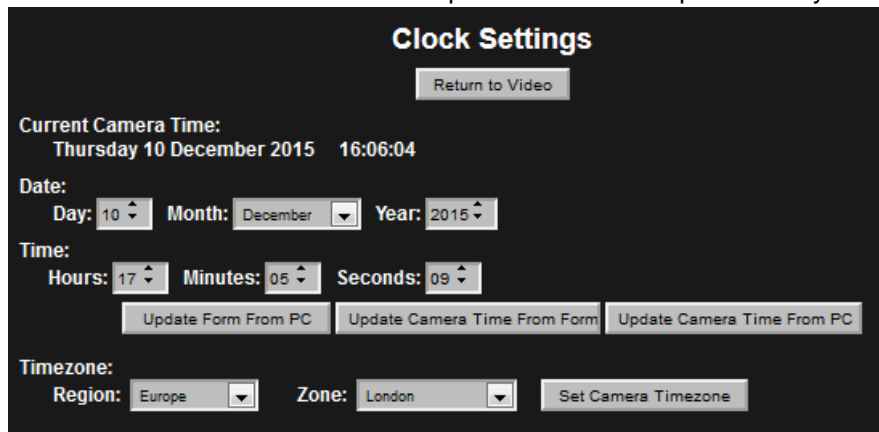 Clock Settings
Return to Video
Current Camera Time:
Thursday 10 December 2015 16:06:04
Date:
Day: 10 Month: December Year: 2015
Time:
Hours: 17 Minutes: 05 Seconds: 09
Update Form From PC Update Camera Time From Form Update Camera Time From PC
Timezone:
Region: Europe Zone: London Set Camera Timezone